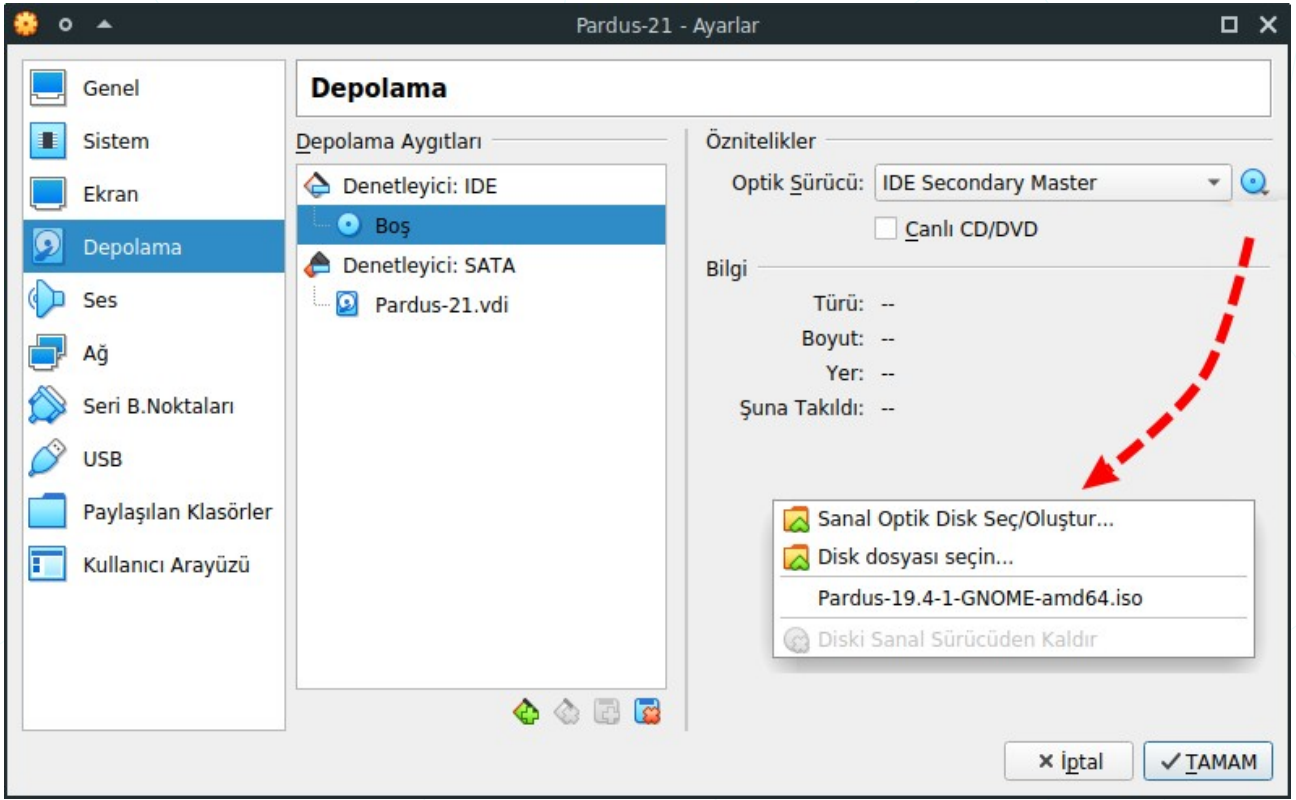 Pardus-21 - Ayarlar
Genel
Sistem
Ekran
Depolama
Ses
Ağ
Seri B.Noktaları
USB
Paylaşılan Klasörler
Kullanıcı Arayüzü
Depolama
Depolama Aygıtları
Denetleyici: IDE
Boş
Denetleyici: SATA
Pardus-21.vdi
Öznitelikler
Optik Sürücü: IDE Secondary Master
Canlı CD/DVD
Bilgi
Türü: --
Boyut: --
Yer: --
Şuna Takıldı: --
Sanal Optik Disk Seç/Oluştur...
Disk dosyası seçin...
Pardus-19.4-1-GNOME-amd64.iso
Diski Sanal Sürücüden Kaldır
İptal
TAMAM